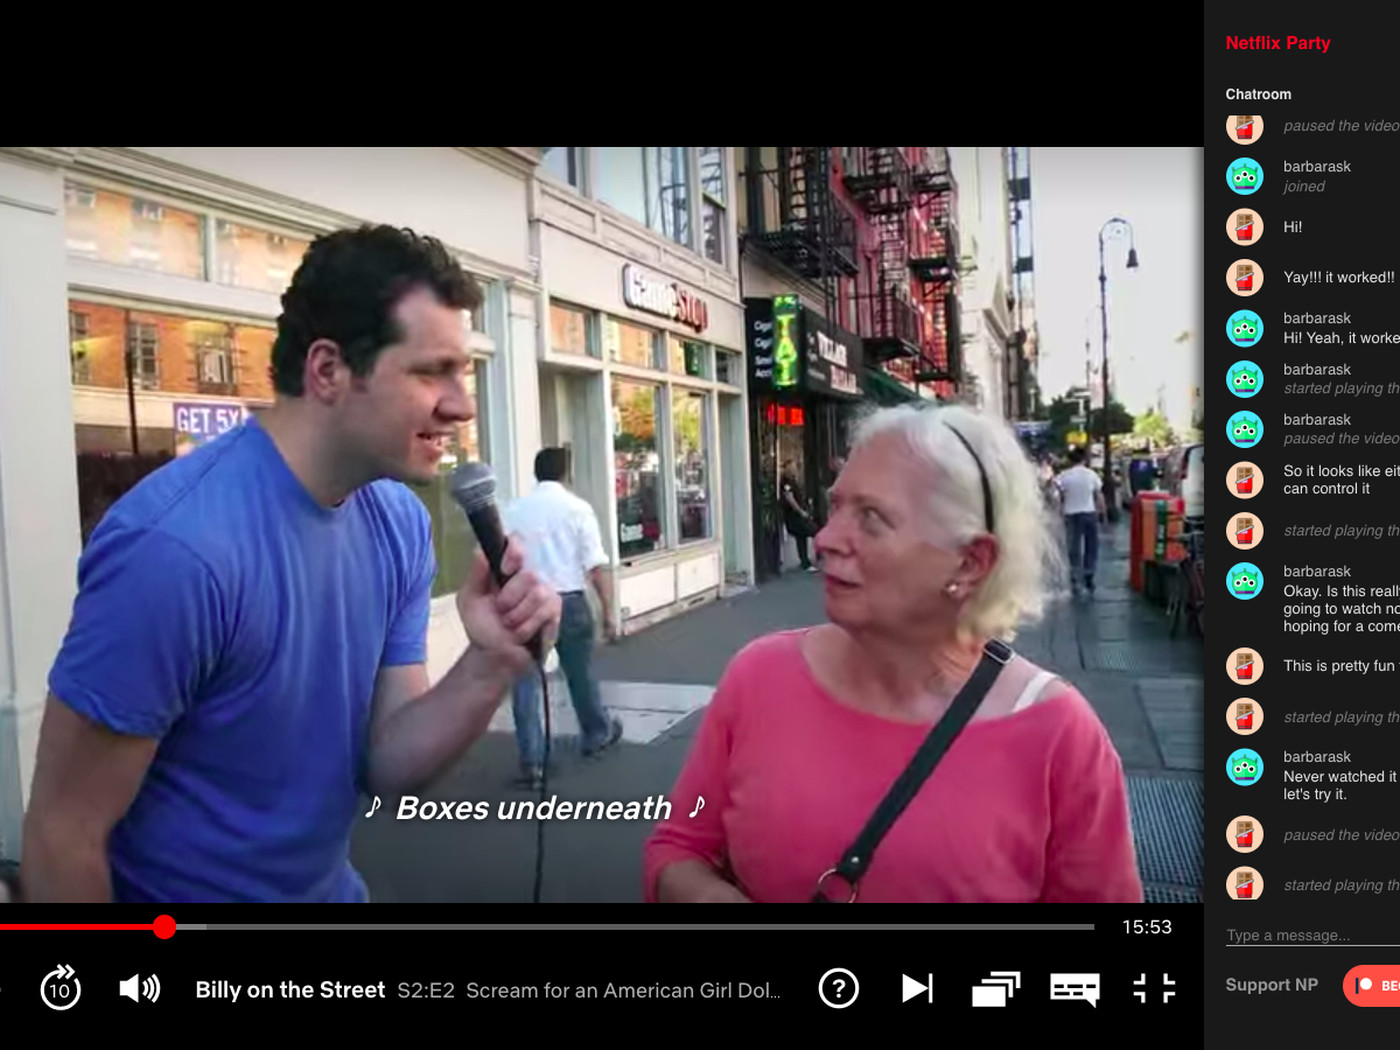 Netflix Party
Chatroom
paused the video
barbarask
joined
Hi!
Yay!!! it worked!!
barbarask
Hi! Yeah, it worke
barbarask
started playing th
barbarask
paused the video
So it looks like eit
can control it
started playing th
barbarask
Okay. Is this reall
going to watch no
hoping for a come
This is pretty fun
started playing th
barbarask
Never watched it
let's try it.
paused the video
started playing th
Type a message...
Support NP
BEC
GameStop
GET 5X
VILLAGE
♪ Boxes underneath ♪
15:53
10
Billy on the Street S2:E2 Scream for an American Girl Dol...
?